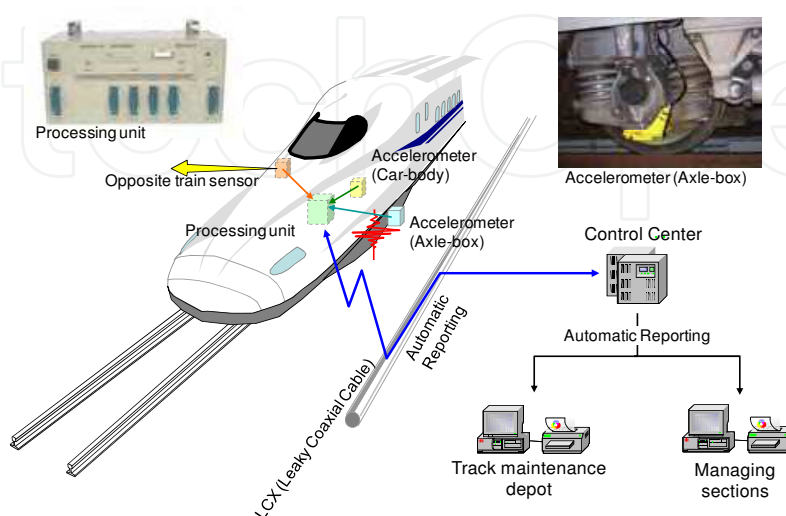 Processing unit
Opposite train sensor
Accelerometer
(Car-body)
Processing unit
Accelerometer
(Axle-box)
Accelerometer (Axle-box)
Control Center
Automatic Reporting
Automatic
Reporting
LCX (Leaky Coaxial Cable)
Track maintenance
depot
Managing
sections